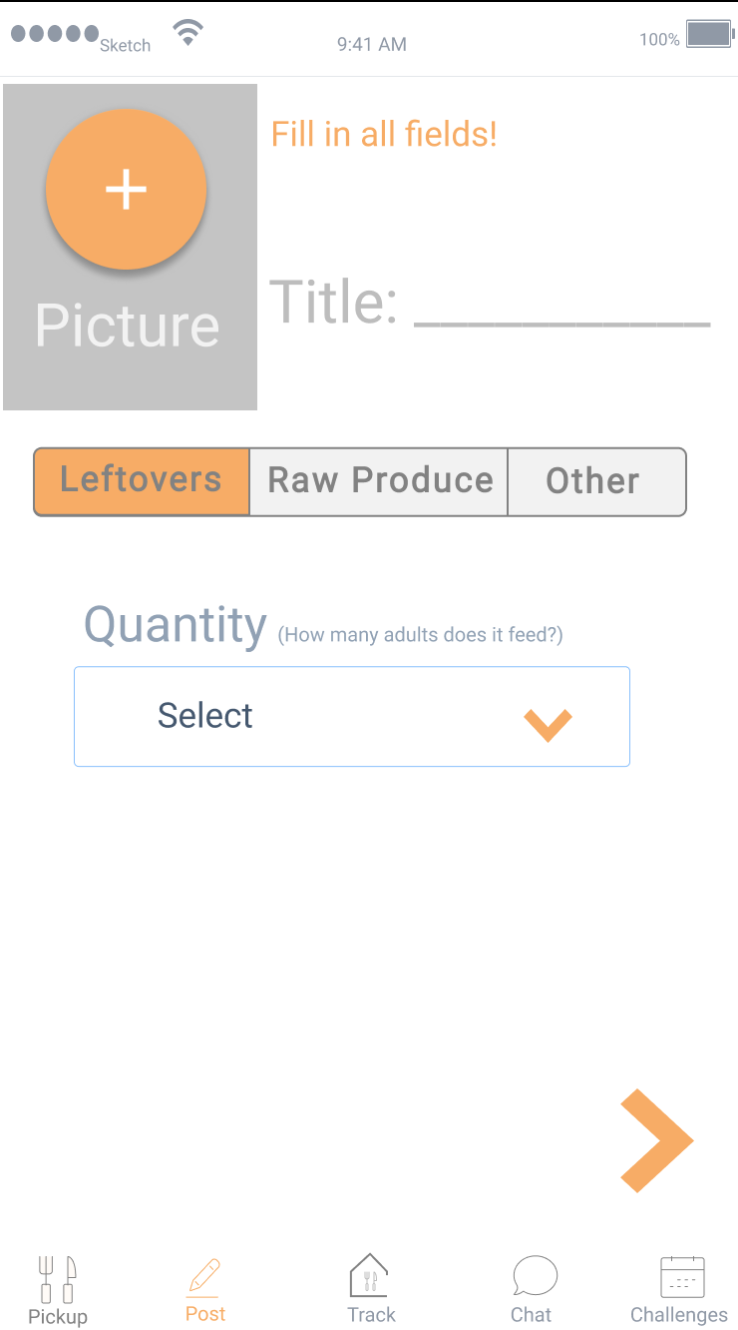 Sketch 9:41 AM 100%
Fill in all fields!
Title: ___________
Picture
Leftovers Raw Produce Other
Quantity (How many adults does it feed?)
Select
Pickup Post Track Chat Challenges